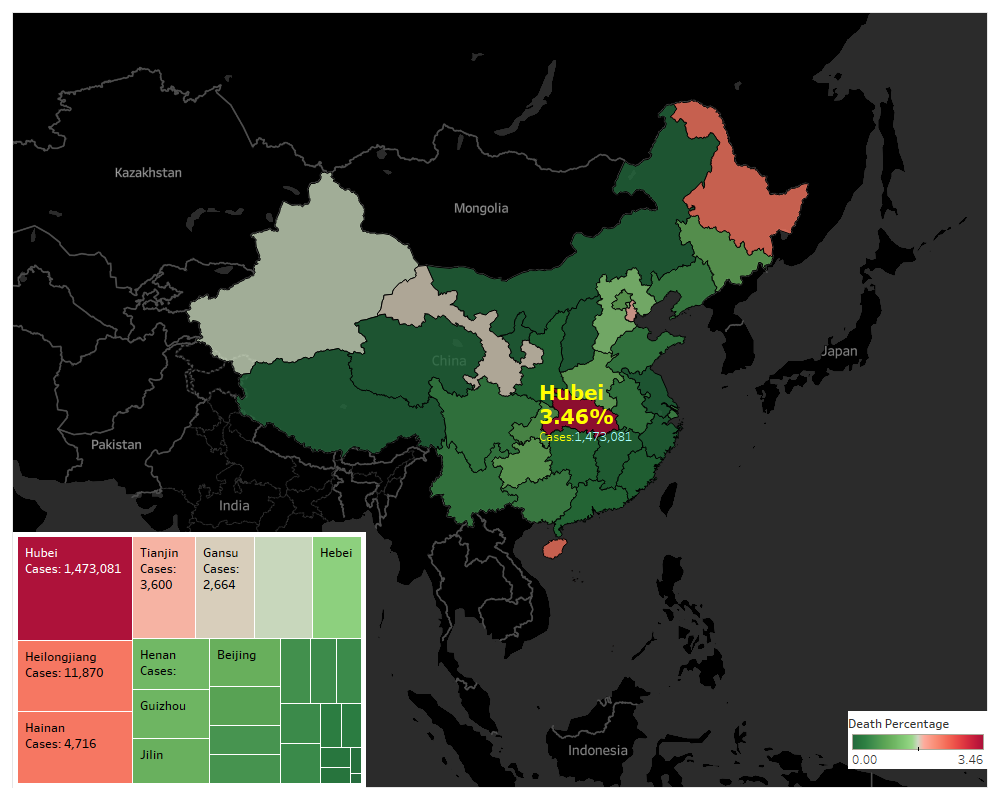 Kazakhstan
Mongolia
China
Japan
Hubei
3.46%
Cases:1,473,081
Pakistan
India
Hubei
Cases: 1,473,081
Tianjin
Cases:
3,600
Gansu
Cases:
2,664
Hebei
Heilongjiang
Cases: 11,870
Henan
Cases:
Beijing
Guizhou
Hainan
Cases: 4,716
Jilin
Indonesia
Death Percentage
0.00
3.46